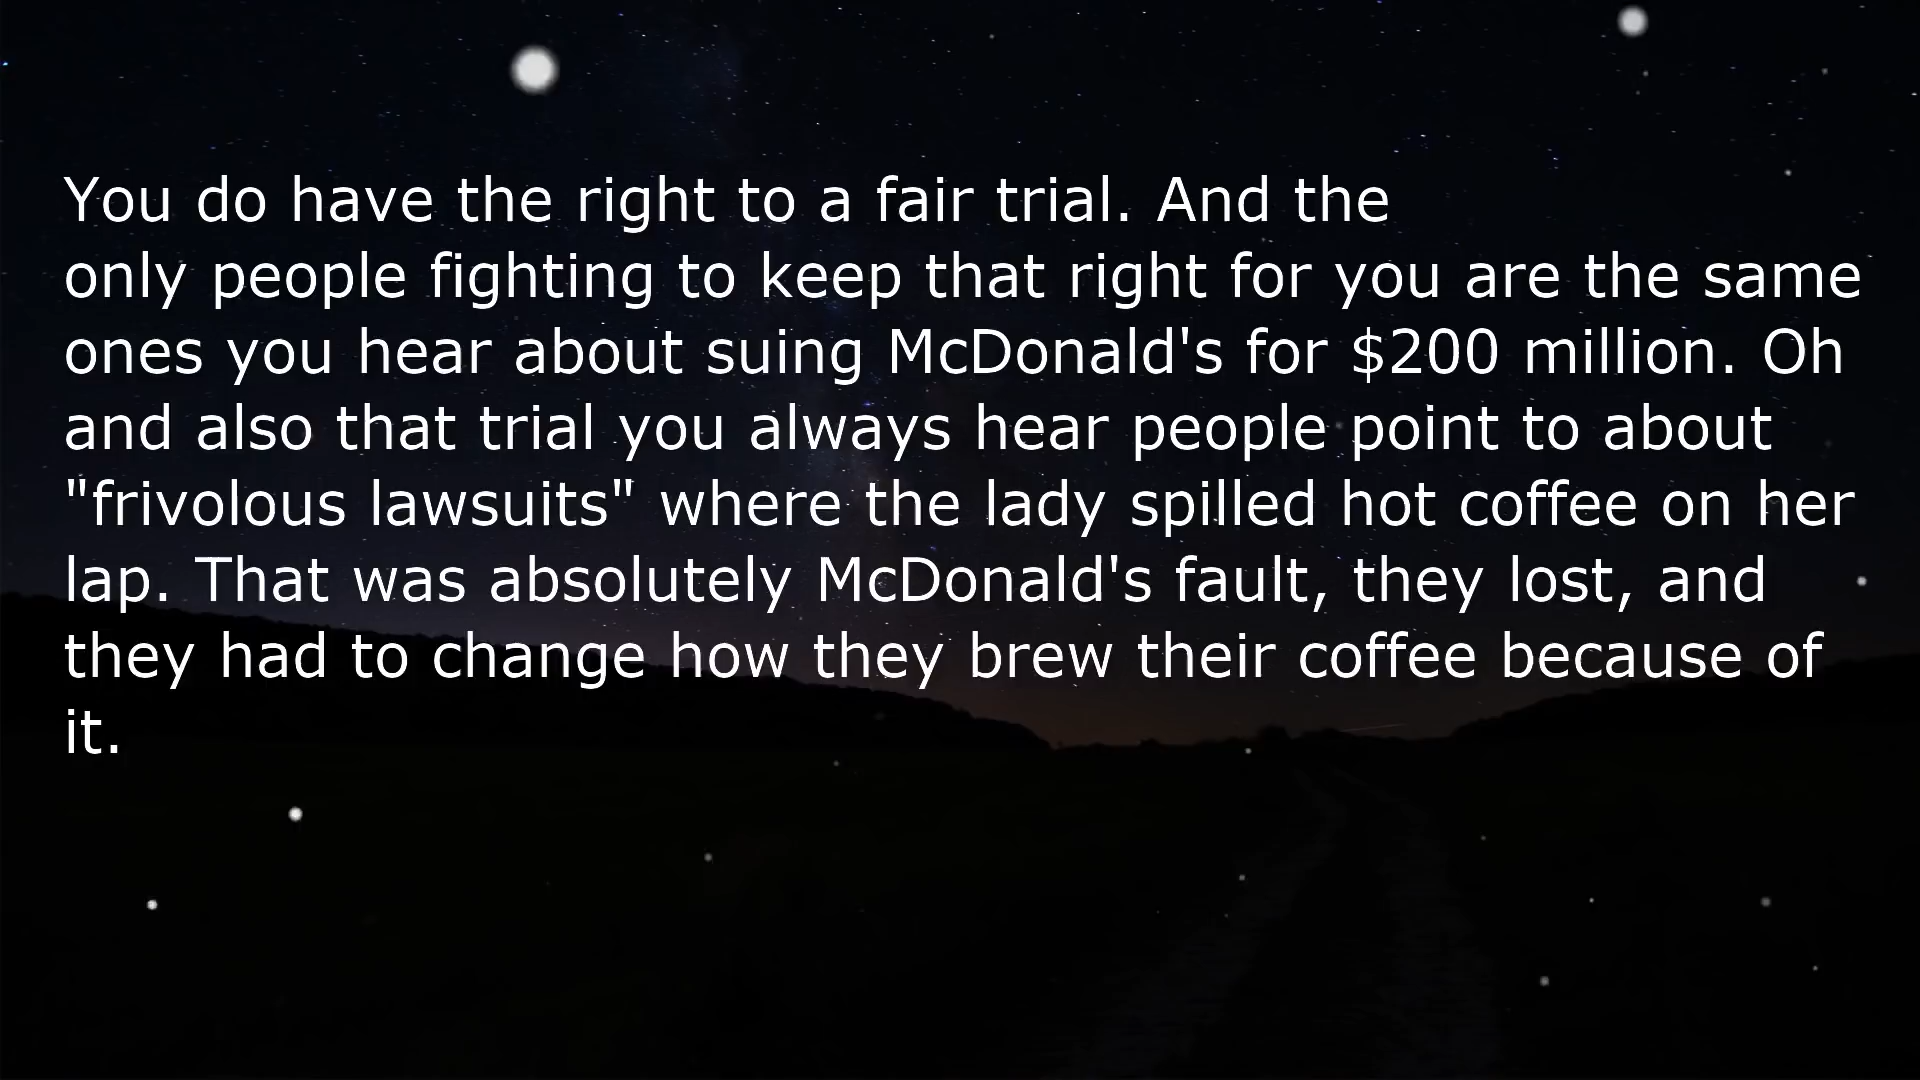 You do have the right to a fair trial. And the
only people fighting to keep that right for you are the same
ones you hear about suing McDonald's for $200 million. Oh
and also that trial you always hear people point to about
"frivolous lawsuits" where the lady spilled hot coffee on her
lap. That was absolutely McDonald's fault, they lost, and
they had to change how they brew their coffee because of
it.